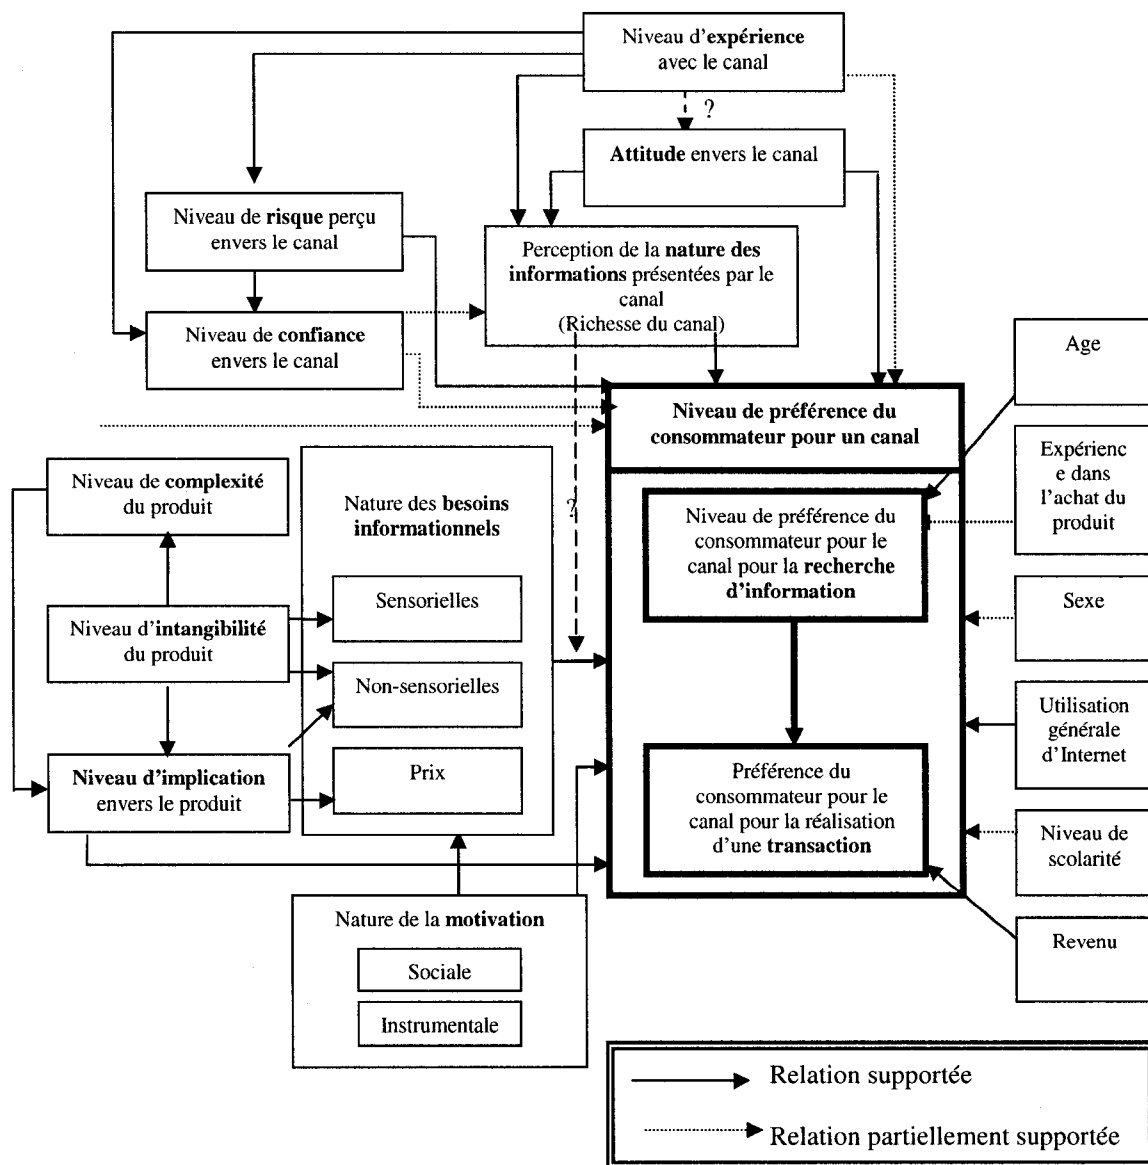 Niveau d'expérience
avec le canal
?
Attitude envers le canal
Niveau de risque perçu
envers le canal
Perception de la nature des
informations présentées par le
canal
(Richesse du canal)
Niveau de confiance
envers le canal
Age
Niveau de préférence du
consommateur pour un canal
Expérienc
e dans
l'achat du
produit
Niveau de complexité
du produit
Nature des besoins
informationnels
?
Niveau de préférence du
consommateur pour le
canal pour la recherche
d'information
Sensorielles
Sexe
Niveau d'intangibilité
du produit
Non-sensorielles
Utilisation
générale
d'Internet
Niveau d'implication
envers le produit
Prix
Préférence du
consommateur pour le
canal pour la réalisation
d'une transaction
Niveau de
scolarité
Nature de la motivation
Sociale
Instrumentale
Revenu
Relation supportée
Relation partiellement supportée